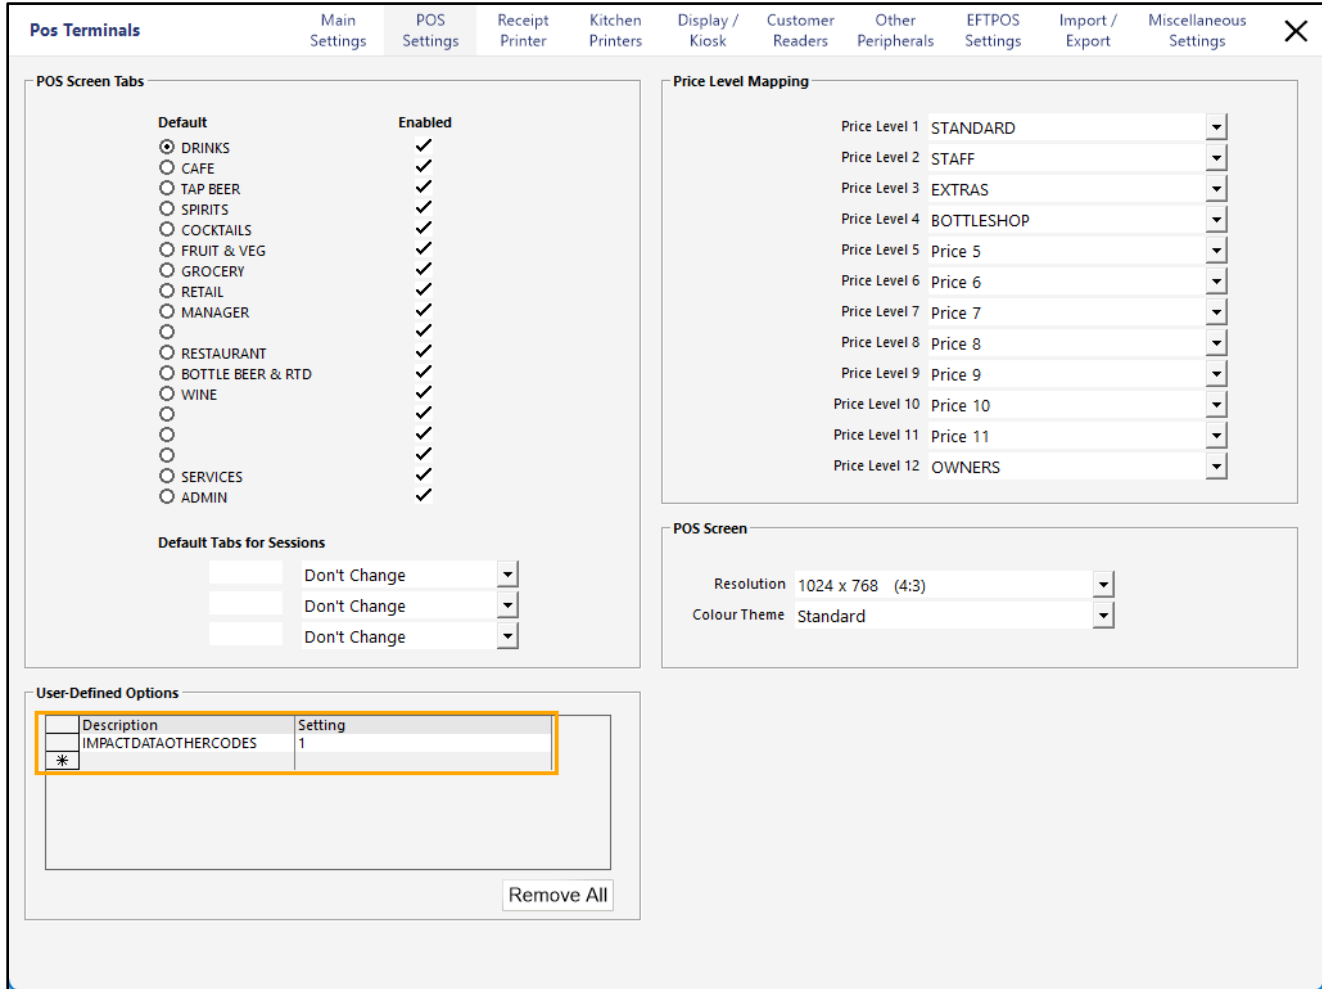 Pos Terminals
Main Settings
POS Settings
Receipt Printer
Kitchen Printers
Display / Kiosk
Customer Readers
Other Peripherals
EFTPOS Settings
Import / Export
Miscellaneous Settings
POS Screen Tabs
Default Enabled
DRINKS
CAFE
TAP BEER
SPIRITS
COCKTAILS
FRUIT & VEG
GROCERY
RETAIL
MANAGER
RESTAURANT
BOTTLE BEER & RTD
WINE
SERVICES
ADMIN
Default Tabs for Sessions
Don't Change
Don't Change
Don't Change
Price Level Mapping
Price Level 1 STANDARD
Price Level 2 STAFF
Price Level 3 EXTRAS
Price Level 4 BOTTLESHOP
Price Level 5 Price 5
Price Level 6 Price 6
Price Level 7 Price 7
Price Level 8 Price 8
Price Level 9 Price 9
Price Level 10 Price 10
Price Level 11 Price 11
Price Level 12 OWNERS
POS Screen
Resolution 1024 x 768 (4:3)
Colour Theme Standard
User-Defined Options
Description Setting
IMPACTDATAOTHERCODES 1
Remove All